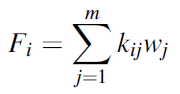 $F_i = \sum_{j=1}^{m} k_{ij} w_j$